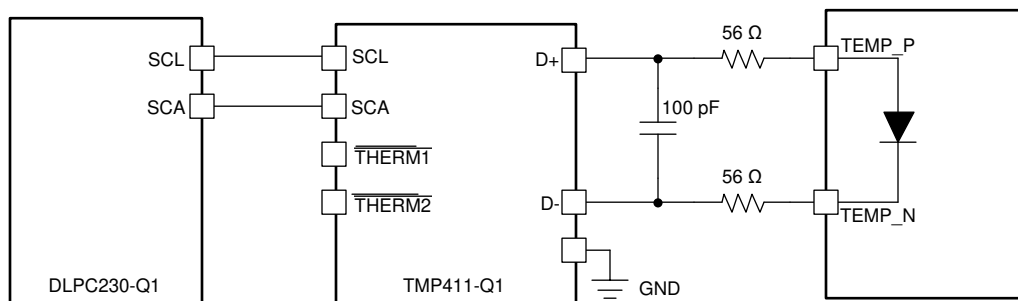 SCL
SCL
D+
56 Ω
TEMP_P
SCA
SCA
100 pF
THERM1
THERM2
D-
56 Ω
TEMP_N
DLPC230-Q1
TMP411-Q1
GND